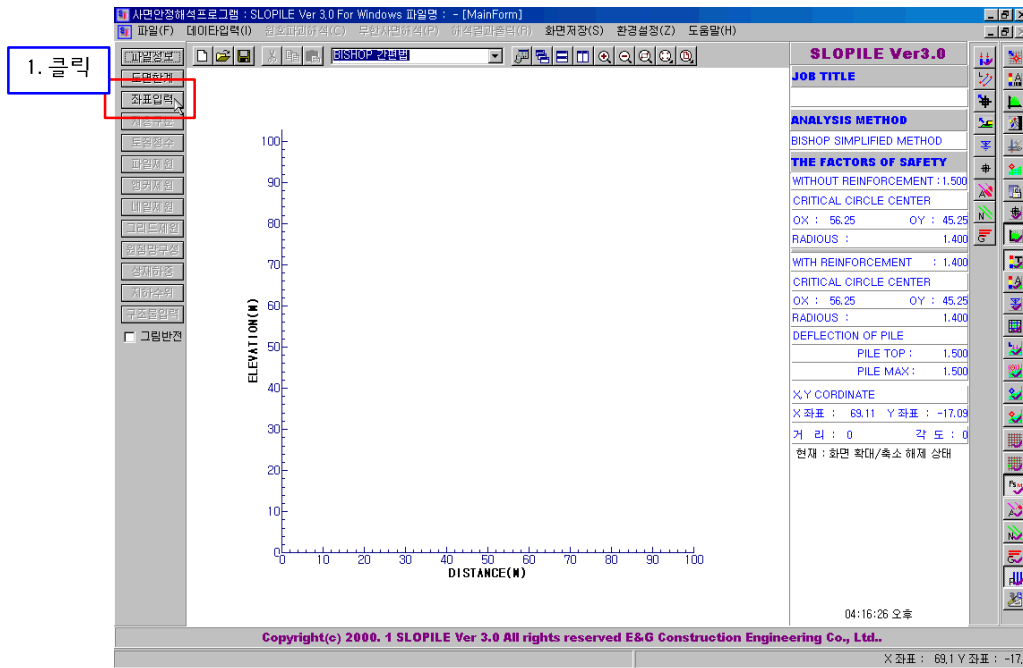 사면안정해석프로그램 : SLOPILE Ver 3,0 For Windows 파일명 : - [MainForm]
파일(F) 데이타입력(I) 원호파괴해석(C) 무한사면해석(P) 해석결과출력(R) 화면저장(S) 환경설정(Z) 도움말(H)
1. 클릭
파일정보
도면한계
좌표입력
지층구분
토질정수
파일제원
앵커제원
네일제원
그리드제원
원점망구성
상재하중
지하수위
구조물입력
그림반전
BISHOP 간편법
ELEVATION(M)
100
90
80
70
60
50
40
30
20
10
0
0 10 20 30 40 50 60 70 80 90 100
DISTANCE(M)
SLOPILE Ver3.0
JOB TITLE
ANALYSIS METHOD
BISHOP SIMPLIFIED METHOD
THE FACTORS OF SAFETY
WITHOUT REINFORCEMENT : 1.500
CRITICAL CIRCLE CENTER
OX : 56.25 OY : 45.25
RADIOUS : 1.400
WITH REINFORCEMENT : 1.400
CRITICAL CIRCLE CENTER
OX : 56.25 OY : 45.25
RADIOUS : 1.400
DEFLECTION OF PILE
PILE TOP : 1.500
PILE MAX : 1.500
X,Y CORDINATE
X 좌표 : 69.11 Y 좌표 : -17.09
거 리 : 0 각 도 : 0
현재 : 화면 확대/축소 해제 상태
04:16:26 오후
Copyright(c) 2000. 1 SLOPILE Ver 3.0 All rights reserved E&G Construction Engineering Co., Ltd..
X 좌표 : 69,1 Y 좌표 : -17,